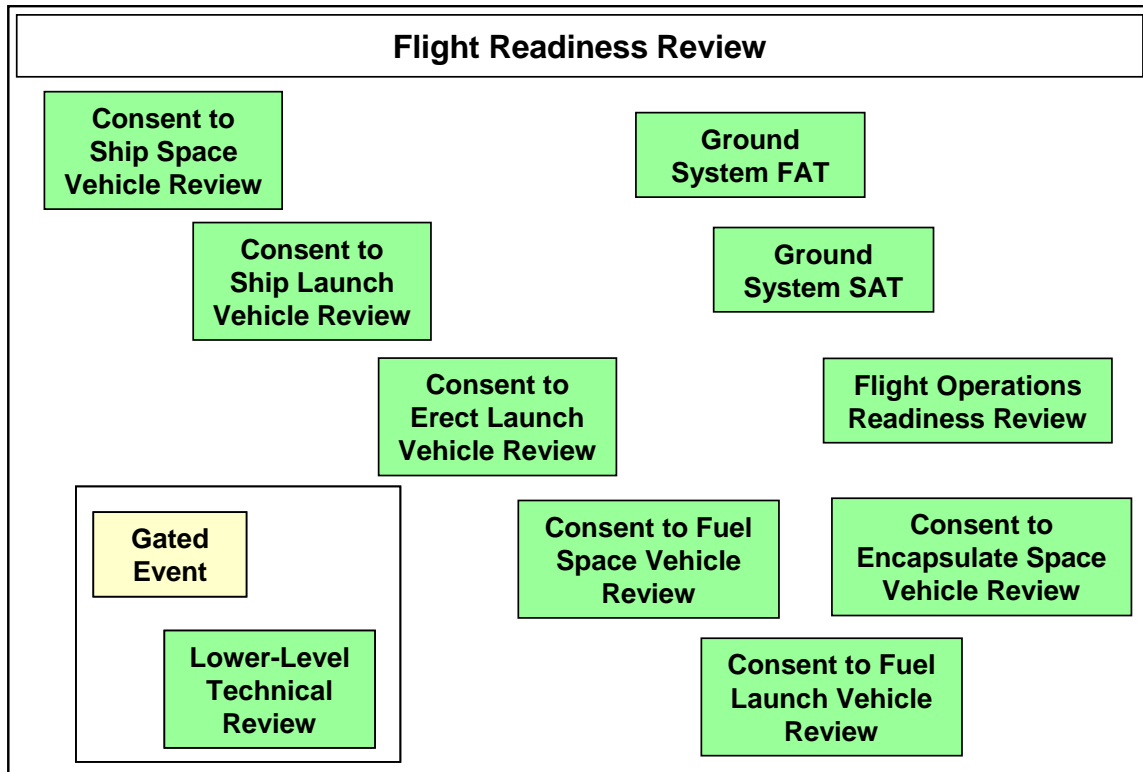 Flight Readiness Review
Consent to
Ship Space
Vehicle Review
Ground
System FAT
Consent to
Ship Launch
Vehicle Review
Ground
System SAT
Consent to
Erect Launch
Vehicle Review
Flight Operations
Readiness Review
Gated
Event
Lower-Level
Technical
Review
Consent to Fuel
Space Vehicle
Review
Consent to
Encapsulate Space
Vehicle Review
Consent to Fuel
Launch Vehicle
Review